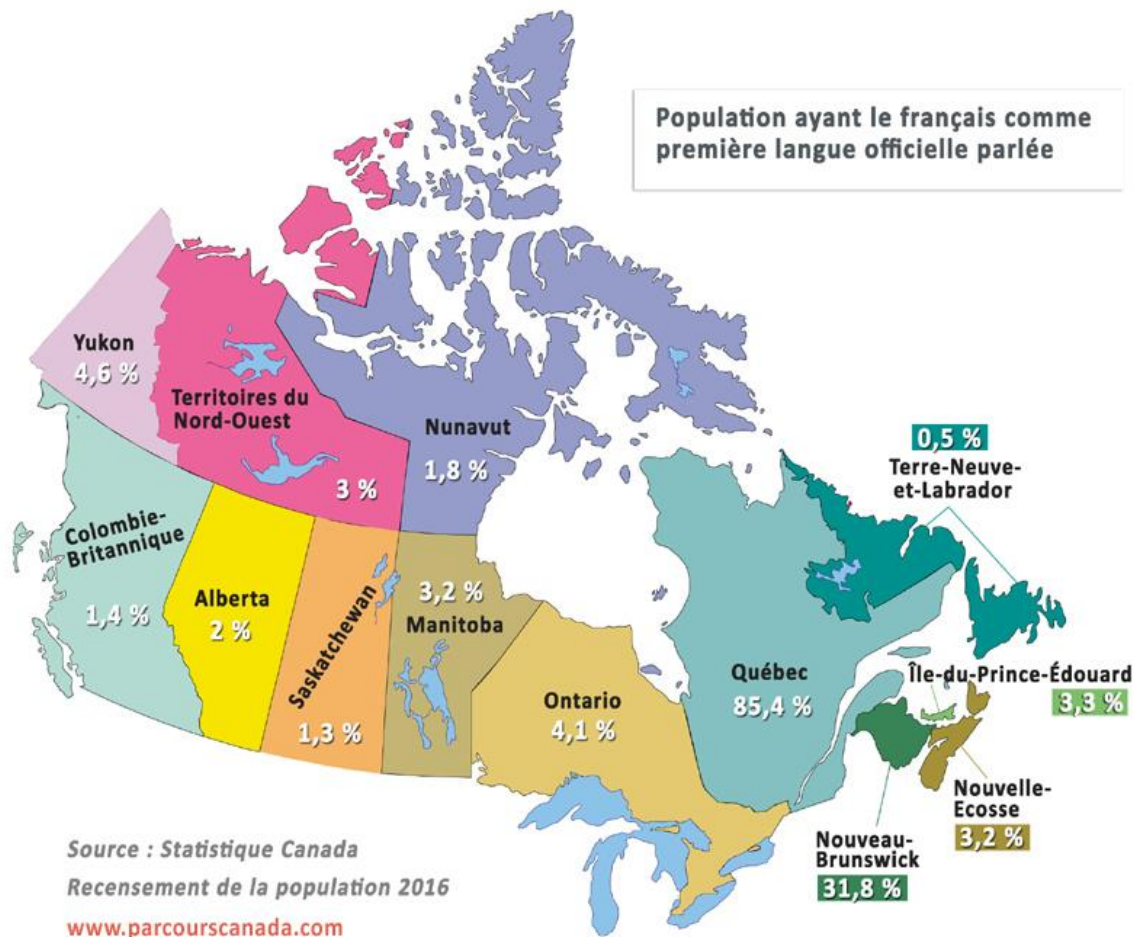 Population ayant le français comme
première langue officielle parlée
Yukon
4,6 %
Territoires du
Nord-Ouest
3 %
Nunavut
1,8 %
0,5 %
Terre-Neuve-
et-Labrador
Colombie-
Britannique
1,4 %
Alberta
2 %
Saskatchewan
1,3 %
3,2 %
Manitoba
Ontario
4,1 %
Québec
85,4 %
Île-du-Prince-Édouard
3,3 %
Nouvelle-
Ecosse
3,2 %
Nouveau-
Brunswick
31,8 %
Source : Statistique Canada
Recensement de la population 2016
www.parcourscanada.com